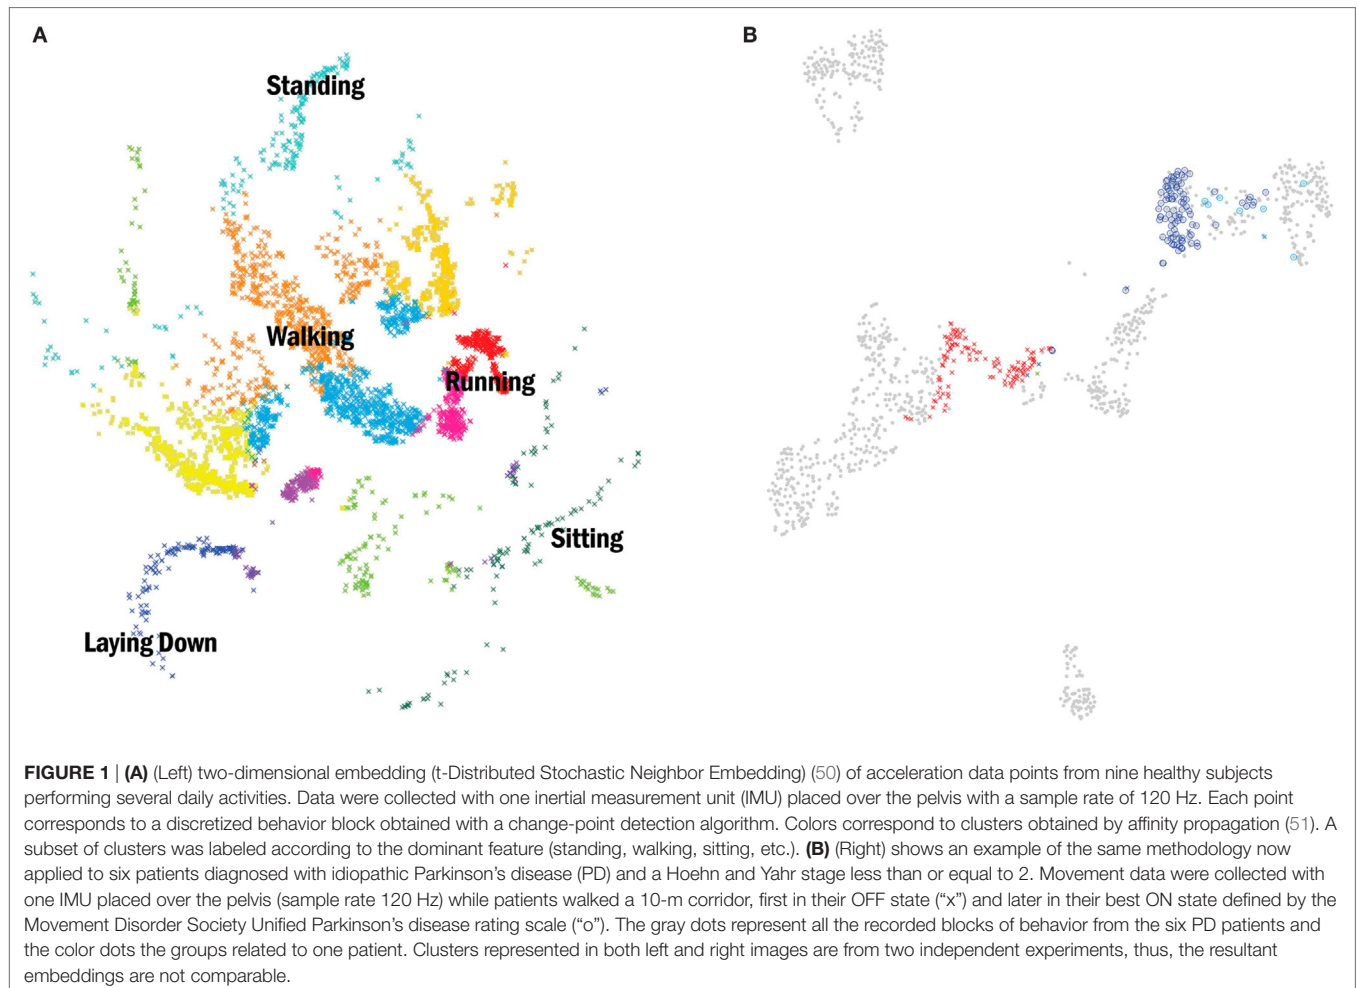 A
B
Standing
Walking
Running
Sitting
Laying Down
FIGURE 1 | (A) (Left) two-dimensional embedding (t-Distributed Stochastic Neighbor Embedding) (50) of acceleration data points from nine healthy subjects
performing several daily activities. Data were collected with one inertial measurement unit (IMU) placed over the pelvis with a sample rate of 120 Hz. Each point
corresponds to a discretized behavior block obtained with a change-point detection algorithm. Colors correspond to clusters obtained by affinity propagation (51). A
subset of clusters was labeled according to the dominant feature (standing, walking, sitting, etc.). (B) (Right) shows an example of the same methodology now
applied to six patients diagnosed with idiopathic Parkinson's disease (PD) and a Hoehn and Yahr stage less than or equal to 2. Movement data were collected with
one IMU placed over the pelvis (sample rate 120 Hz) while patients walked a 10-m corridor, first in their OFF state ("x") and later in their best ON state defined by the
Movement Disorder Society Unified Parkinson's disease rating scale ("o"). The gray dots represent all the recorded blocks of behavior from the six PD patients and
the color dots the groups related to one patient. Clusters represented in both left and right images are from two independent experiments, thus, the resultant
embeddings are not comparable.